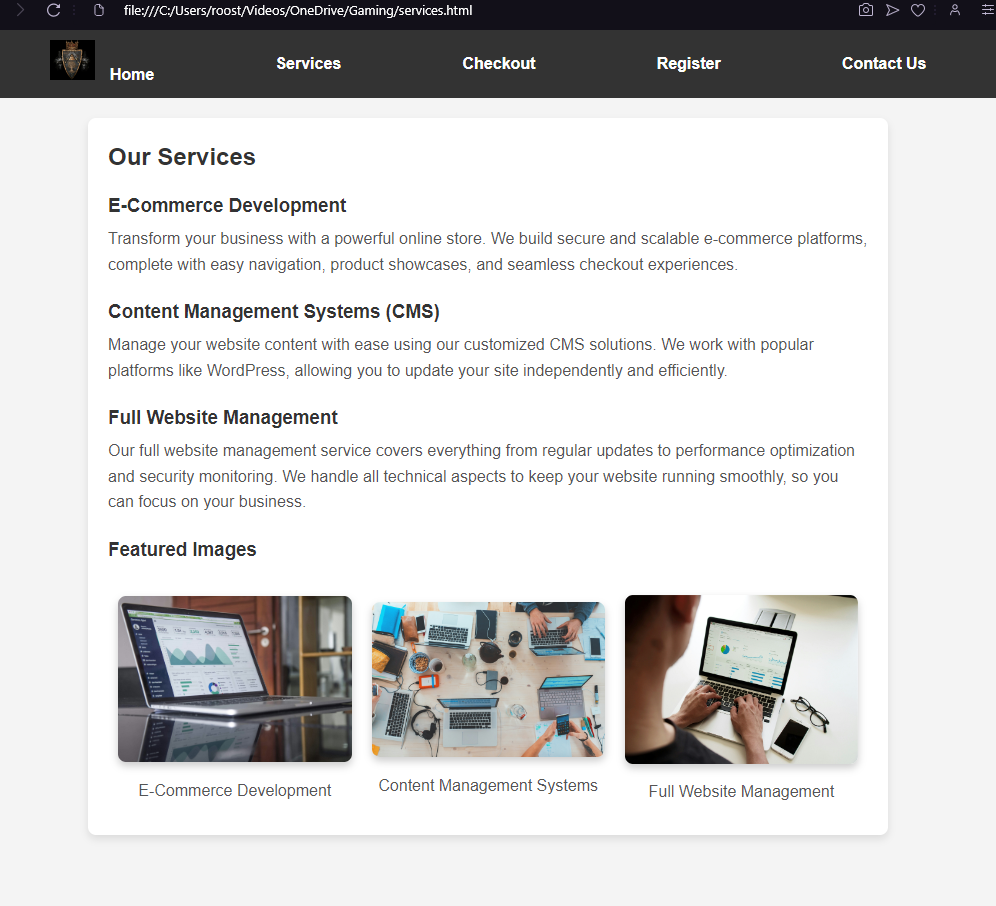 file:///C:/Users/roost/Videos/OneDrive/Gaming/services.html
Home Services Checkout Register Contact Us
Our Services
E-Commerce Development
Transform your business with a powerful online store. We build secure and scalable e-commerce platforms,
complete with easy navigation, product showcases, and seamless checkout experiences.
Content Management Systems (CMS)
Manage your website content with ease using our customized CMS solutions. We work with popular
platforms like WordPress, allowing you to update your site independently and efficiently.
Full Website Management
Our full website management service covers everything from regular updates to performance optimization
and security monitoring. We handle all technical aspects to keep your website running smoothly, so you
can focus on your business.
Featured Images
E-Commerce Development
Content Management Systems
Full Website Management